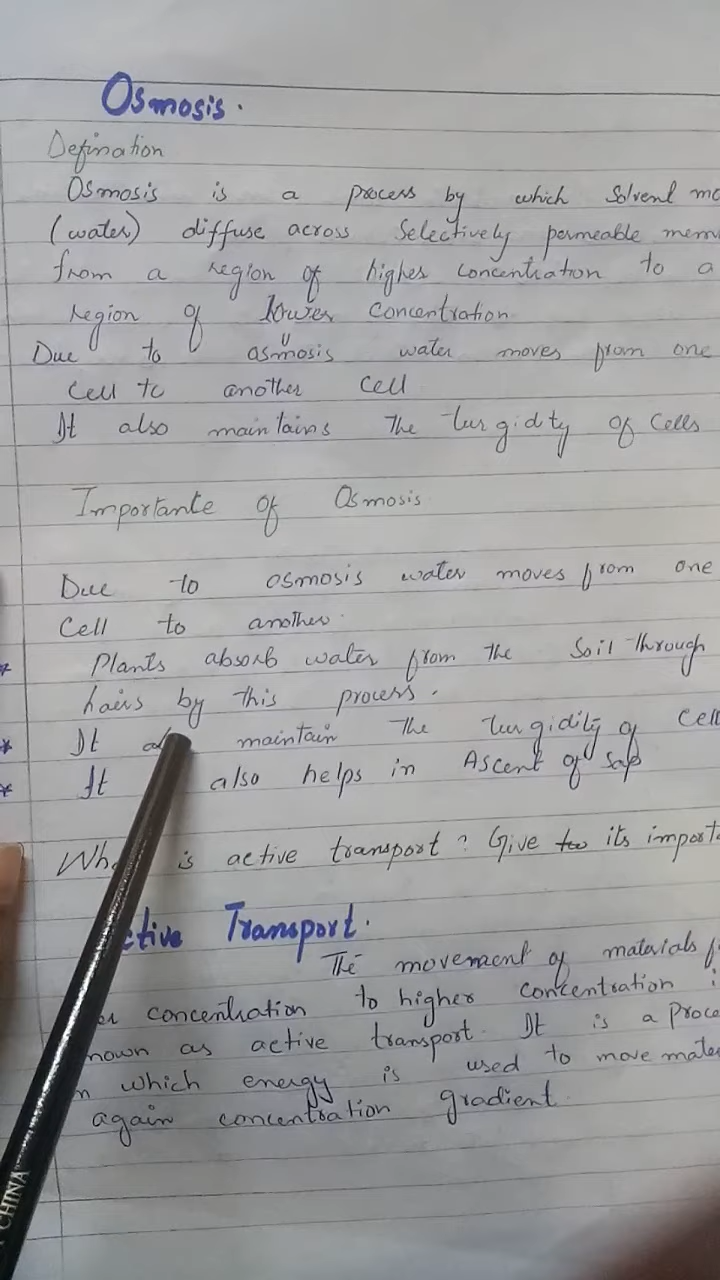 Osmosis.
Defination
Osmosis is a process by which Solvent mo
(water) diffuse across Selectively permeable mem
from a region of higher concentration to a
region of lower concentration
Due to osmosis water moves from one
Cell to another Cell
It also maintains the turgidity of Cells
Importance of Osmosis
Due to osmosis water moves from one
Cell to another.
* Plants absorb water from the Soil through
hairs by this process.
* It maintain the turgidity of Cell
* It also helps in Ascent of sap
is active transport? Give its import
ctive Transport.
The movement of materials f
er concentration to higher concentration i
nown as active transport. It is a proce
n which energy is used to move mate
again concentration gradient.
CHINA